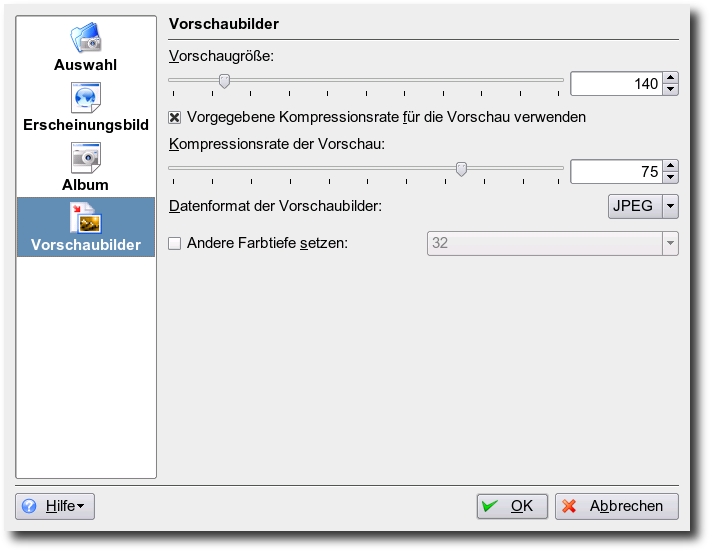 Auswahl
Erscheinungsbild
Album
Vorschaubilder
Vorschaubilder
Vorschaugröße:
140
Vorgegebene Kompressionsrate für die Vorschau verwenden
Kompressionsrate der Vorschau:
75
Datenformat der Vorschaubilder: JPEG
Andere Farbtiefe setzen: 32
Hilfe OK Abbrechen